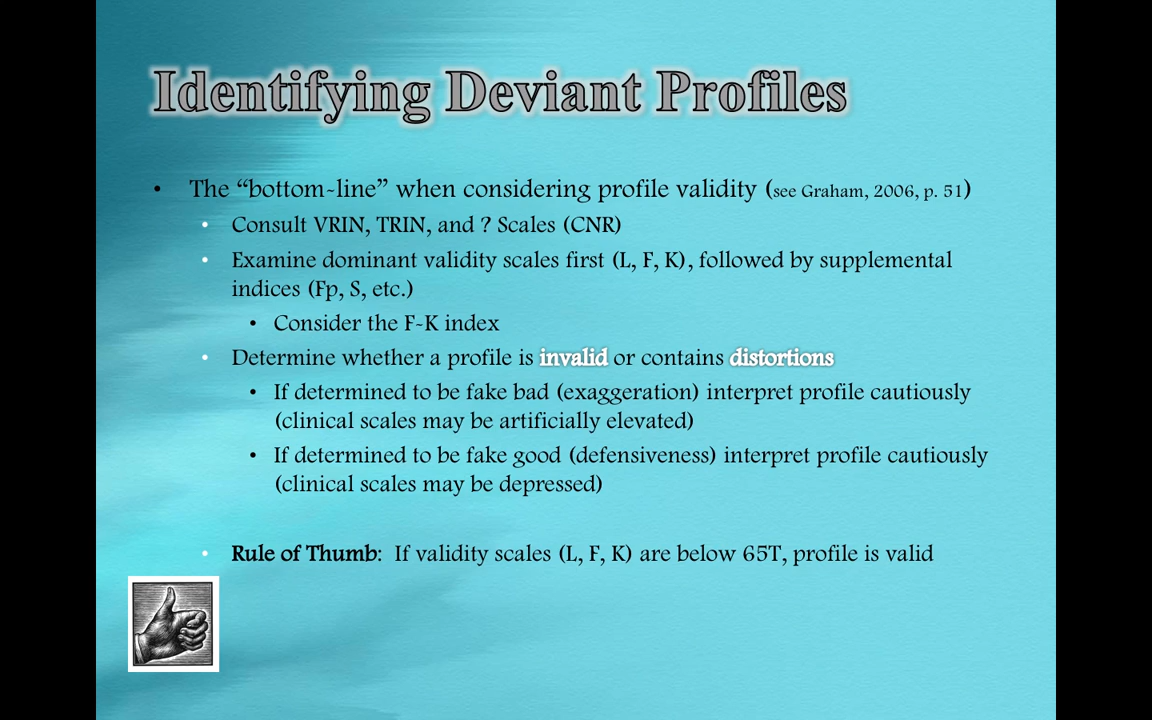 Identifying Deviant Profiles
• The “bottom-line” when considering profile validity (see Graham, 2006, p. 51)
• Consult VRIN, TRIN, and ? Scales (CNR)
• Examine dominant validity scales first (L, F, K), followed by supplemental
indices (Fp, S, etc.)
• Consider the F-K index
• Determine whether a profile is invalid or contains distortions
• If determined to be fake bad (exaggeration) interpret profile cautiously
(clinical scales may be artificially elevated)
• If determined to be fake good (defensiveness) interpret profile cautiously
(clinical scales may be depressed)
• Rule of Thumb: If validity scales (L, F, K) are below 65T, profile is valid